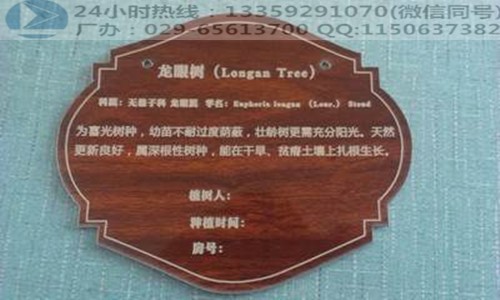 24小时热线：13359291070(微信同号)
厂办：029-65613700 QQ:1150637382
龙眼树（Longan Tree）
科属：无患子科 龙眼属 学名：Euphoria longan （Lour.） Steud
为喜光树种，幼苗不耐过度荫蔽，壮龄树更需充分阳光。天然
更新良好，属深根性树种，能在干旱、贫瘠土壤上扎根生长。
植树人：
种植时间：
房号：